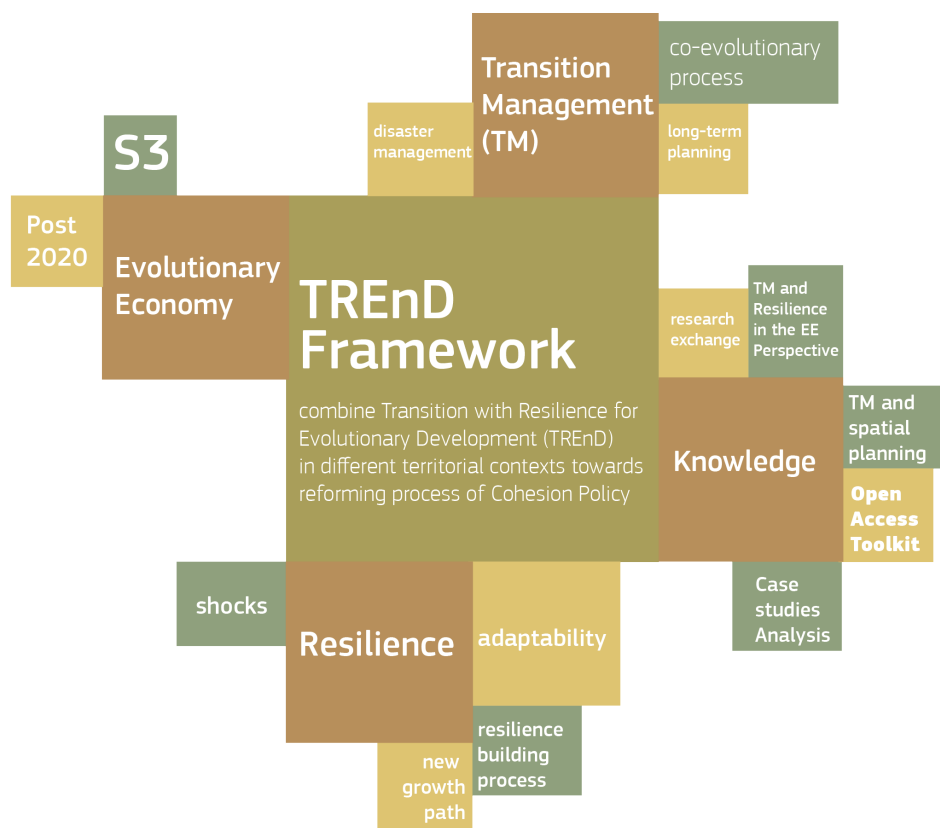 Transition
Management
(TM)
co-evolutionary
process
disaster
management
long-term
planning
S3
Post
2020
Evolutionary
Economy
TREnD
Framework
combine Transition with Resilience for
Evolutionary Development (TREnD)
in different territorial contexts towards
reforming process of Cohesion Policy
research
exchange
TM and
Resilience
in the EE
Perspective
Knowledge
TM and
spatial
planning
Open
Access
Toolkit
Case
studies
Analysis
shocks
Resilience
adaptability
resilience
building
process
new
growth
path